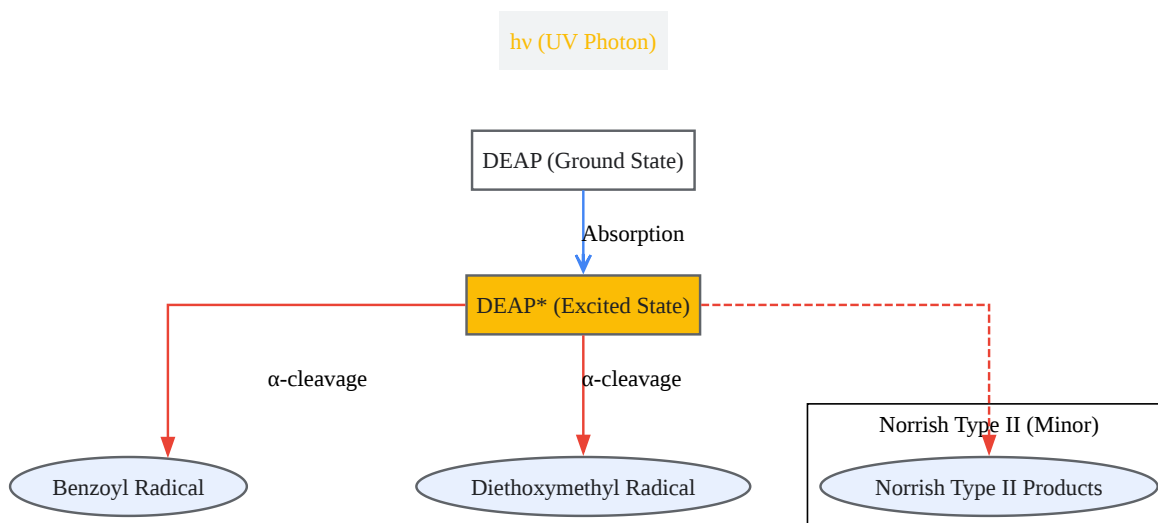 hν (UV Photon)
DEAP (Ground State)
Absorption
DEAP* (Excited State)
α-cleavage
α-cleavage
Norrish Type II (Minor)
Benzoyl Radical
Diethoxymethyl Radical
Norrish Type II Products